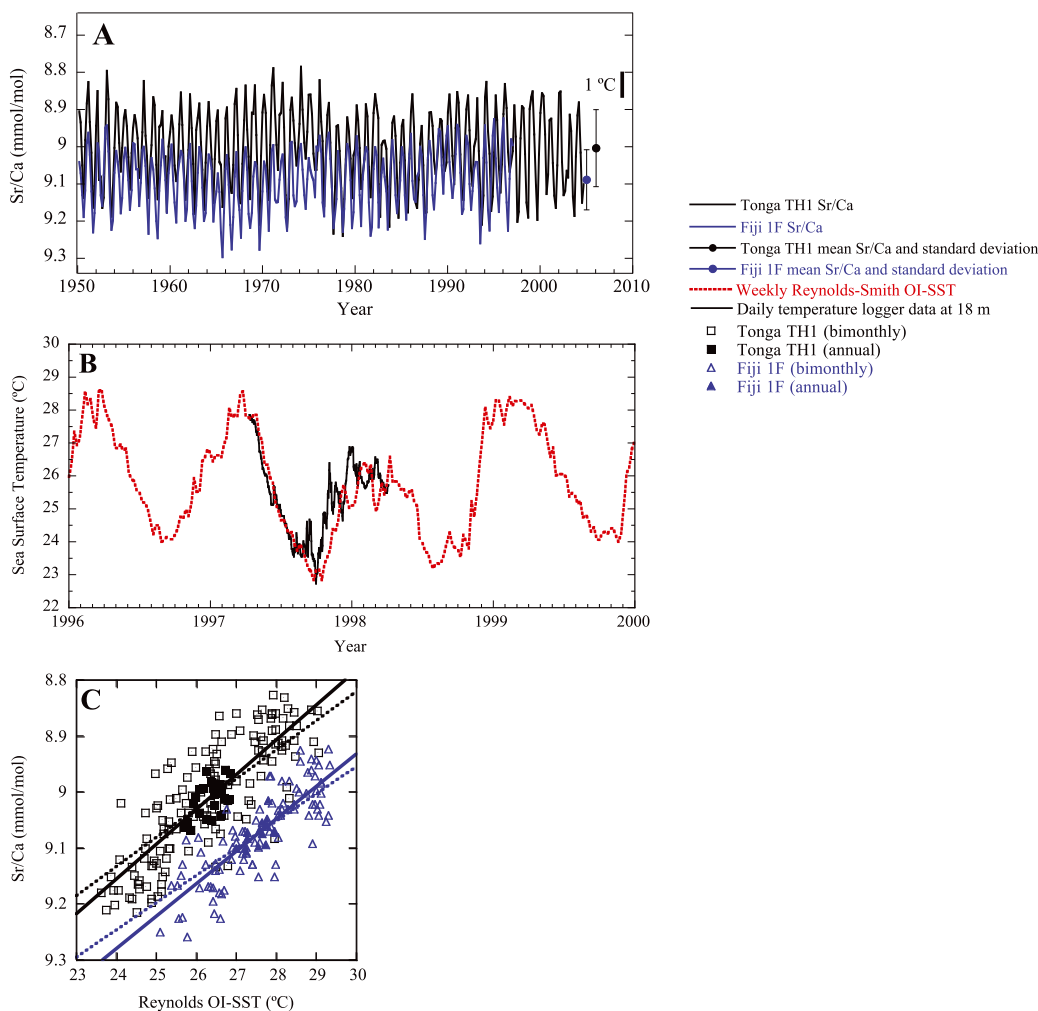 A
8.7
8.8
8.9
9
9.1
9.2
9.3
Sr/Ca (mmol/mol)
1 ºC
1950 1960 1970 1980 1990 2000 2010
Year
Tonga TH1 Sr/Ca
Fiji 1F Sr/Ca
Tonga TH1 mean Sr/Ca and standard deviation
Fiji 1F mean Sr/Ca and standard deviation
Weekly Reynolds-Smith OI-SST
Daily temperature logger data at 18 m
Tonga TH1 (bimonthly)
Tonga TH1 (annual)
Fiji 1F (bimonthly)
Fiji 1F (annual)
B
30
29
28
27
26
25
24
23
22
Sea Surface Temperature (ºC)
1996 1997 1998 1999 2000
Year
C
8.8
8.9
9
9.1
9.2
9.3
Sr/Ca (mmol/mol)
23 24 25 26 27 28 29 30
Reynolds OI-SST (ºC)